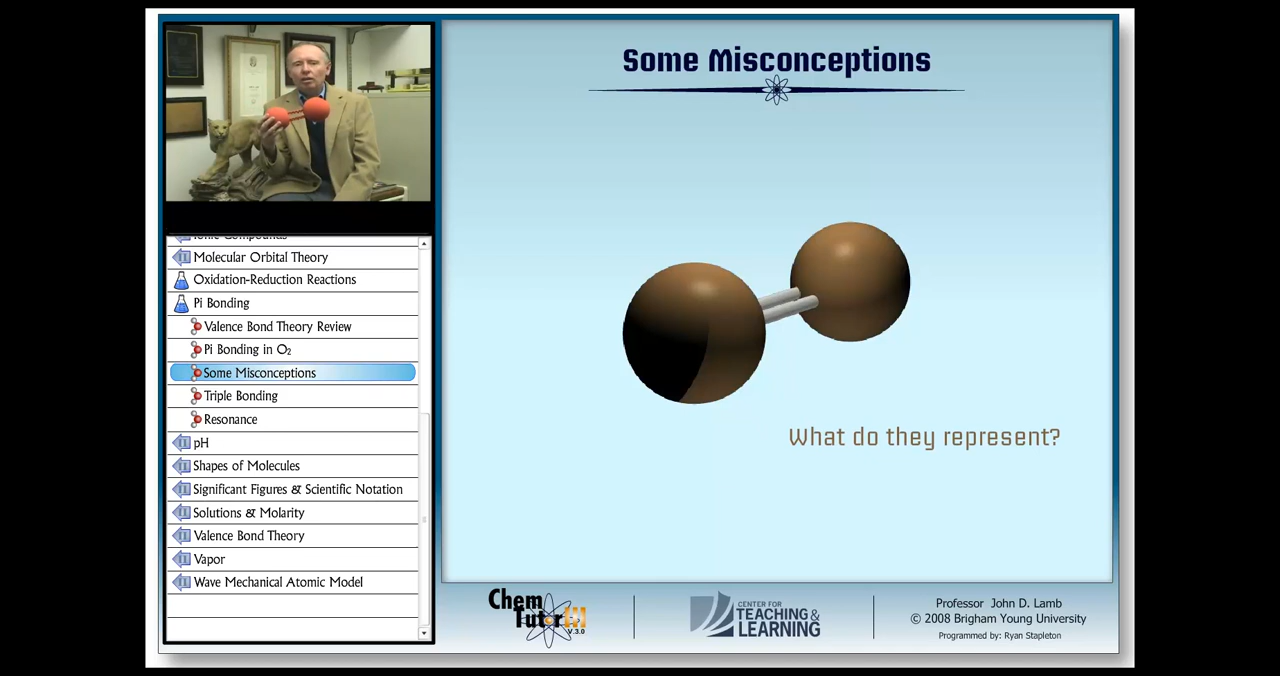 Some Misconceptions
Ionic Compounds
Molecular Orbital Theory
Oxidation-Reduction Reactions
Pi Bonding
Valence Bond Theory Review
Pi Bonding in O₂
Some Misconceptions
Triple Bonding
Resonance
pH
Shapes of Molecules
Significant Figures & Scientific Notation
Solutions & Molarity
Valence Bond Theory
Vapor
Wave Mechanical Atomic Model
What do they represent?
Chem
Tutor III
V.3.0
CENTER FOR
TEACHING &
LEARNING
Professor John D. Lamb
© 2008 Brigham Young University
Programmed by: Ryan Stapleton